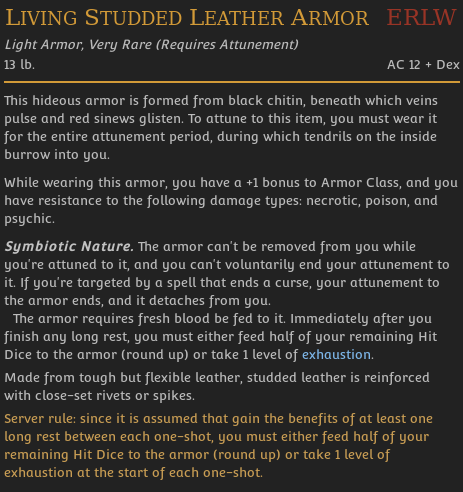 Living Studded Leather Armor ERLW
Light Armor, Very Rare (Requires Attunement)
13 lb. AC 12 + Dex
This hideous armor is formed from black chitin, beneath which veins
pulse and red sinews glisten. To attune to this item, you must wear it
for the entire attunement period, during which tendrils on the inside
burrow into you.
While wearing this armor, you have a +1 bonus to Armor Class, and you
have resistance to the following damage types: necrotic, poison, and
psychic.
Symbiotic Nature. The armor can't be removed from you while
you're attuned to it, and you can't voluntarily end your attunement to
it. If you're targeted by a spell that ends a curse, your attunement to
the armor ends, and it detaches from you.
The armor requires fresh blood be fed to it. Immediately after you
finish any long rest, you must either feed half of your remaining Hit
Dice to the armor (round up) or take 1 level of exhaustion.
Made from tough but flexible leather, studded leather is reinforced
with close-set rivets or spikes.
Server rule: since it is assumed that gain the benefits of at least one
long rest between each one-shot, you must either feed half of your
remaining Hit Dice to the armor (round up) or take 1 level of
exhaustion at the start of each one-shot.